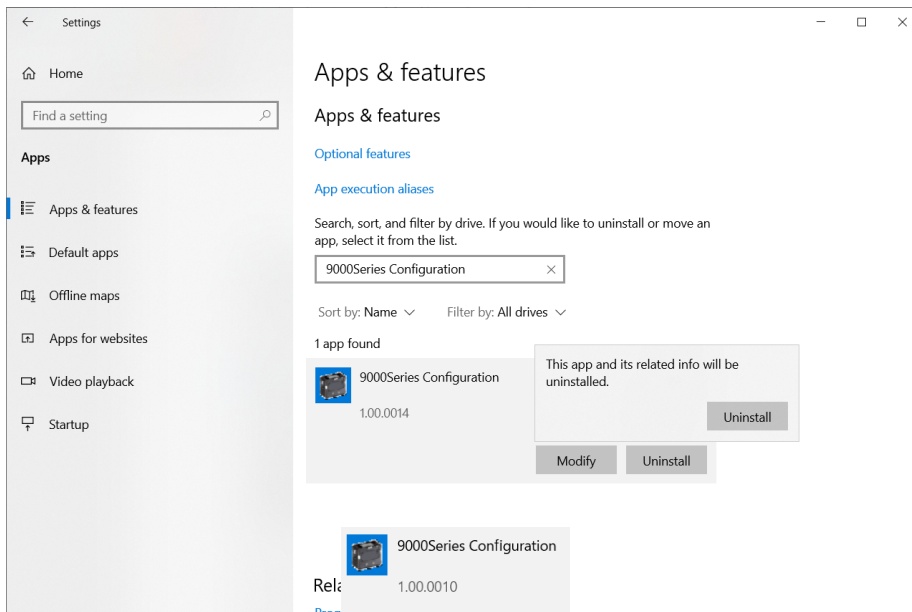 Settings
Home
Find a setting
Apps
Apps & features
Default apps
Offline maps
Apps for websites
Video playback
Startup
Apps & features
Apps & features
Optional features
App execution aliases
Search, sort, and filter by drive. If you would like to uninstall or move an
app, select it from the list.
9000Series Configuration
Sort by: Name
Filter by: All drives
1 app found
9000Series Configuration
1.00.0014
This app and its related info will be
uninstalled.
Uninstall
Modify
Uninstall
9000Series Configuration
1.00.0010